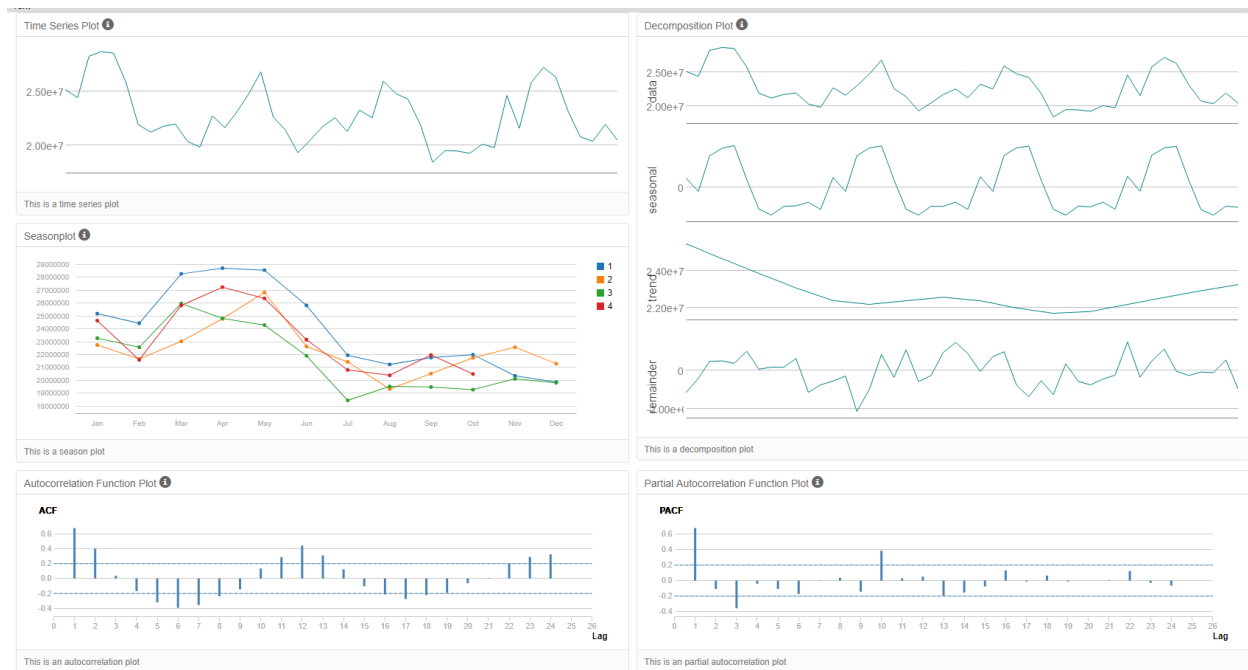 Time Series Plot
2.50e+7
2.00e+7
This is a time series plot
Seasonplot
29000000
28000000
27000000
26000000
25000000
24000000
23000000
22000000
21000000
20000000
19000000
18000000
Jan Feb Mar Apr May Jun Jul Aug Sep Oct Nov Dec
1
2
3
4
This is a season plot
Autocorrelation Function Plot
ACF
0.6
0.4
0.2
0.0
-0.2
-0.4
0 1 2 3 4 5 6 7 8 9 10 11 12 13 14 15 16 17 18 19 20 21 22 23 24 25 26
Lag
This is an autocorrelation plot
Decomposition Plot
2.50e+7
data
2.00e+7
0
seasonal
2.40e+7
trend
2.20e+7
0
remainder
This is a decomposition plot
Partial Autocorrelation Function Plot
PACF
0.6
0.4
0.2
0.0
-0.2
-0.4
0 1 2 3 4 5 6 7 8 9 10 11 12 13 14 15 16 17 18 19 20 21 22 23 24 25 26
Lag
This is an partial autocorrelation plot